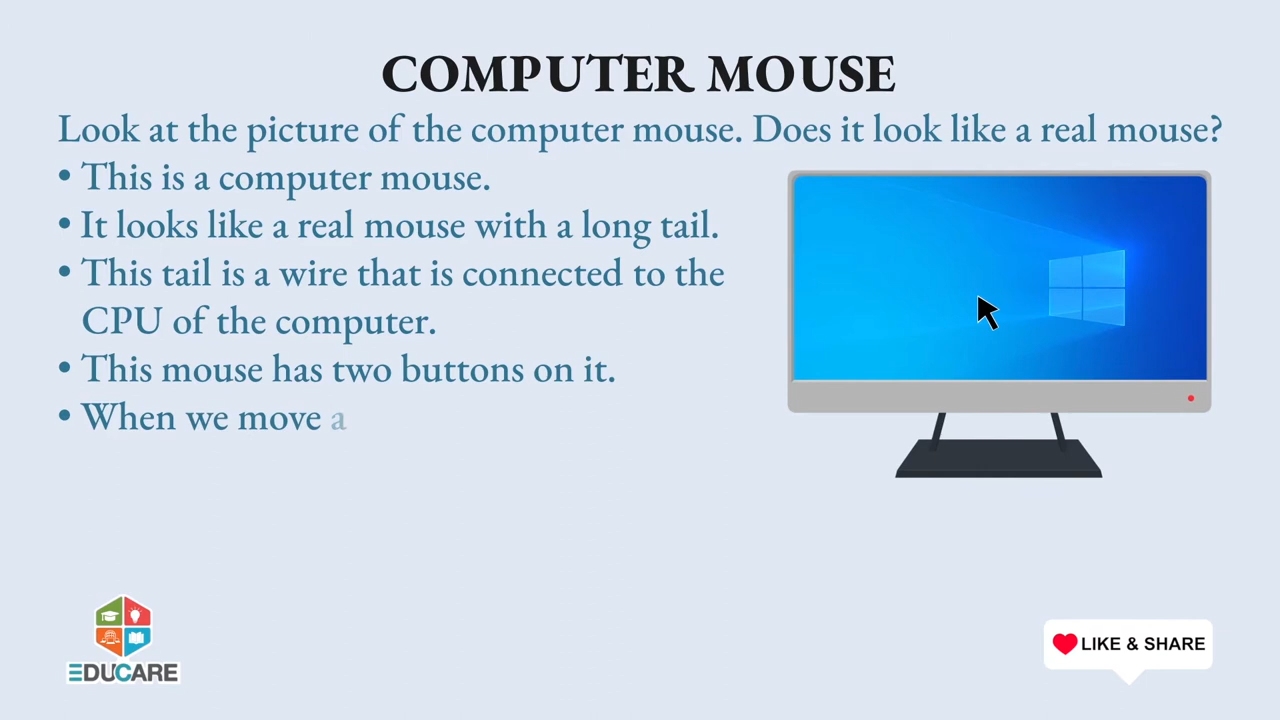 COMPUTER MOUSE
Look at the picture of the computer mouse. Does it look like a real mouse?
• This is a computer mouse.
• It looks like a real mouse with a long tail.
• This tail is a wire that is connected to the
CPU of the computer.
• This mouse has two buttons on it.
• When we move a
EDUCARE
LIKE & SHARE